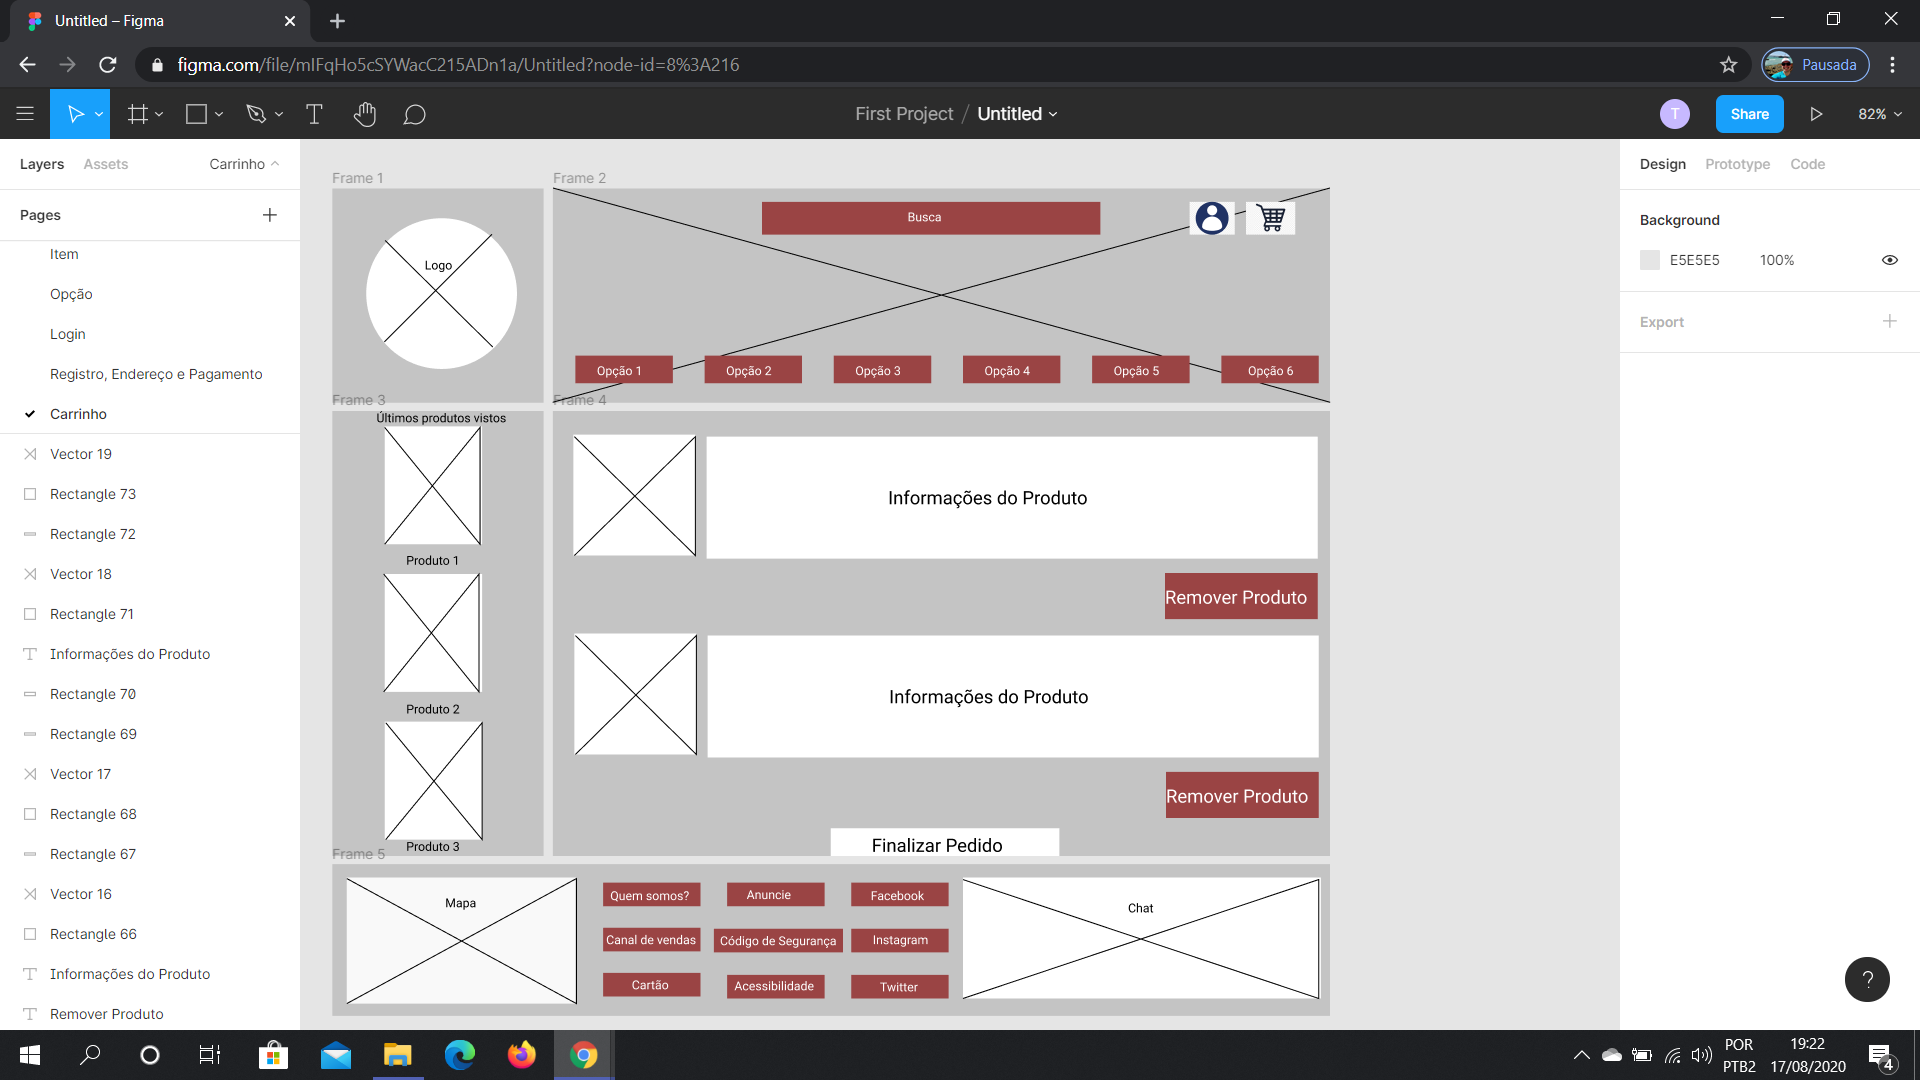 Untitled – Figma
figma.com/file/mIFqHo5cSYWacC215ADn1a/Untitled?node-id=8%3A216
Pausada
First Project / Untitled
T
Share
82%
Layers
Assets
Carrinho
Pages
Item
Opção
Login
Registro, Endereço e Pagamento
Carrinho
Vector 19
Rectangle 73
Rectangle 72
Vector 18
Rectangle 71
Informações do Produto
Rectangle 70
Rectangle 69
Vector 17
Rectangle 68
Rectangle 67
Vector 16
Rectangle 66
Informações do Produto
Remover Produto
Frame 1
Logo
Frame 2
Busca
Opção 1
Opção 2
Opção 3
Opção 4
Opção 5
Opção 6
Frame 3
Últimos produtos vistos
Produto 1
Produto 2
Produto 3
Frame 4
Informações do Produto
Remover Produto
Informações do Produto
Remover Produto
Finalizar Pedido
Frame 5
Mapa
Quem somos?
Anuncie
Facebook
Canal de vendas
Código de Segurança
Instagram
Cartão
Acessibilidade
Twitter
Chat
Design
Prototype
Code
Background
E5E5E5
100%
Export
?
POR
PTB2
19:22
17/08/2020
4